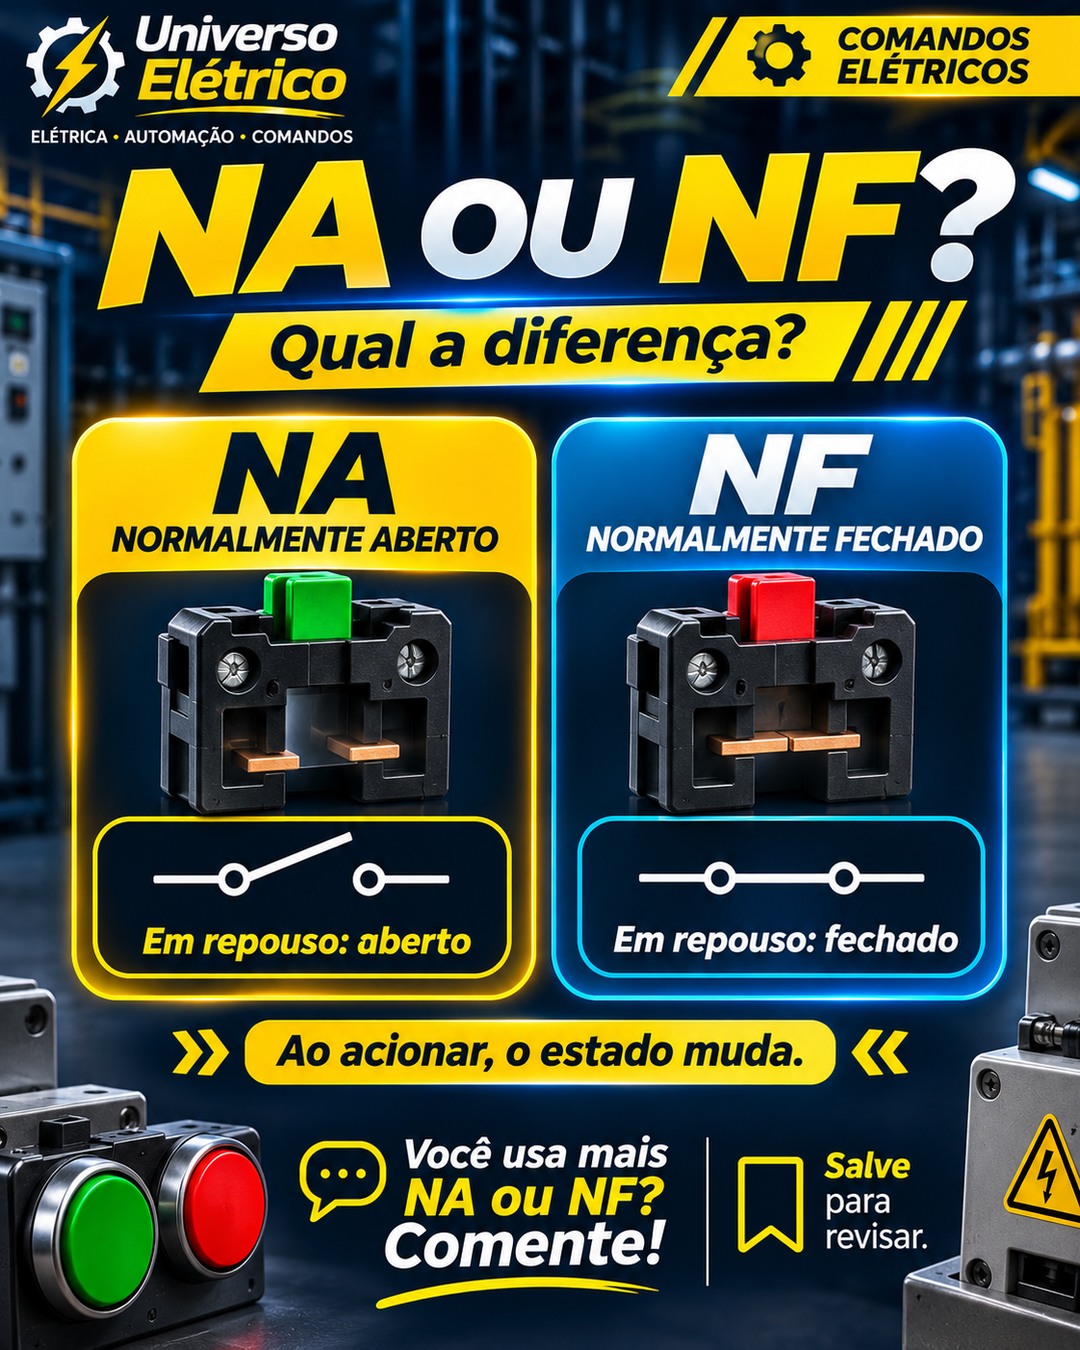 Universo
Elétrico
ELÉTRICA • AUTOMAÇÃO • COMANDOS
COMANDOS
ELÉTRICOS
NA ou NF?
Qual a diferença?
NA
NORMALMENTE ABERTO
Em repouso: aberto
NF
NORMALMENTE FECHADO
Em repouso: fechado
Ao acionar, o estado muda.
Você usa mais
NA ou NF?
Comente!
Salve
para
revisar.